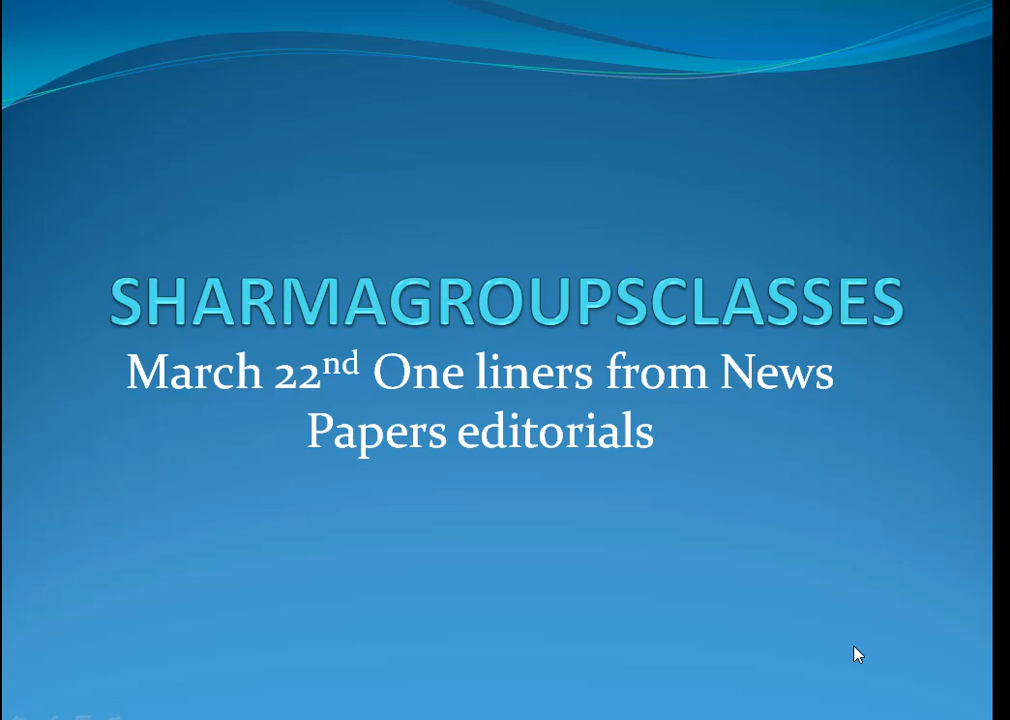 SHARMAGROUPSCLASSES
March 22nd One liners from News
Papers editorials